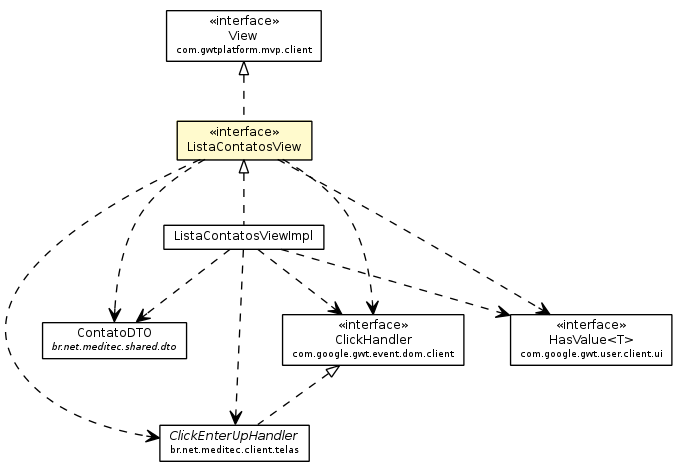 «interface»
View
com.gwtplatform.mvp.client
«interface»
ListaContatosView
ListaContatosViewImpl
ContatoDTO
br.net.meditec.shared.dto
«interface»
ClickHandler
com.google.gwt.event.dom.client
«interface»
HasValue<T>
com.google.gwt.user.client.ui
ClickEnterUpHandler
br.net.meditec.client.telas